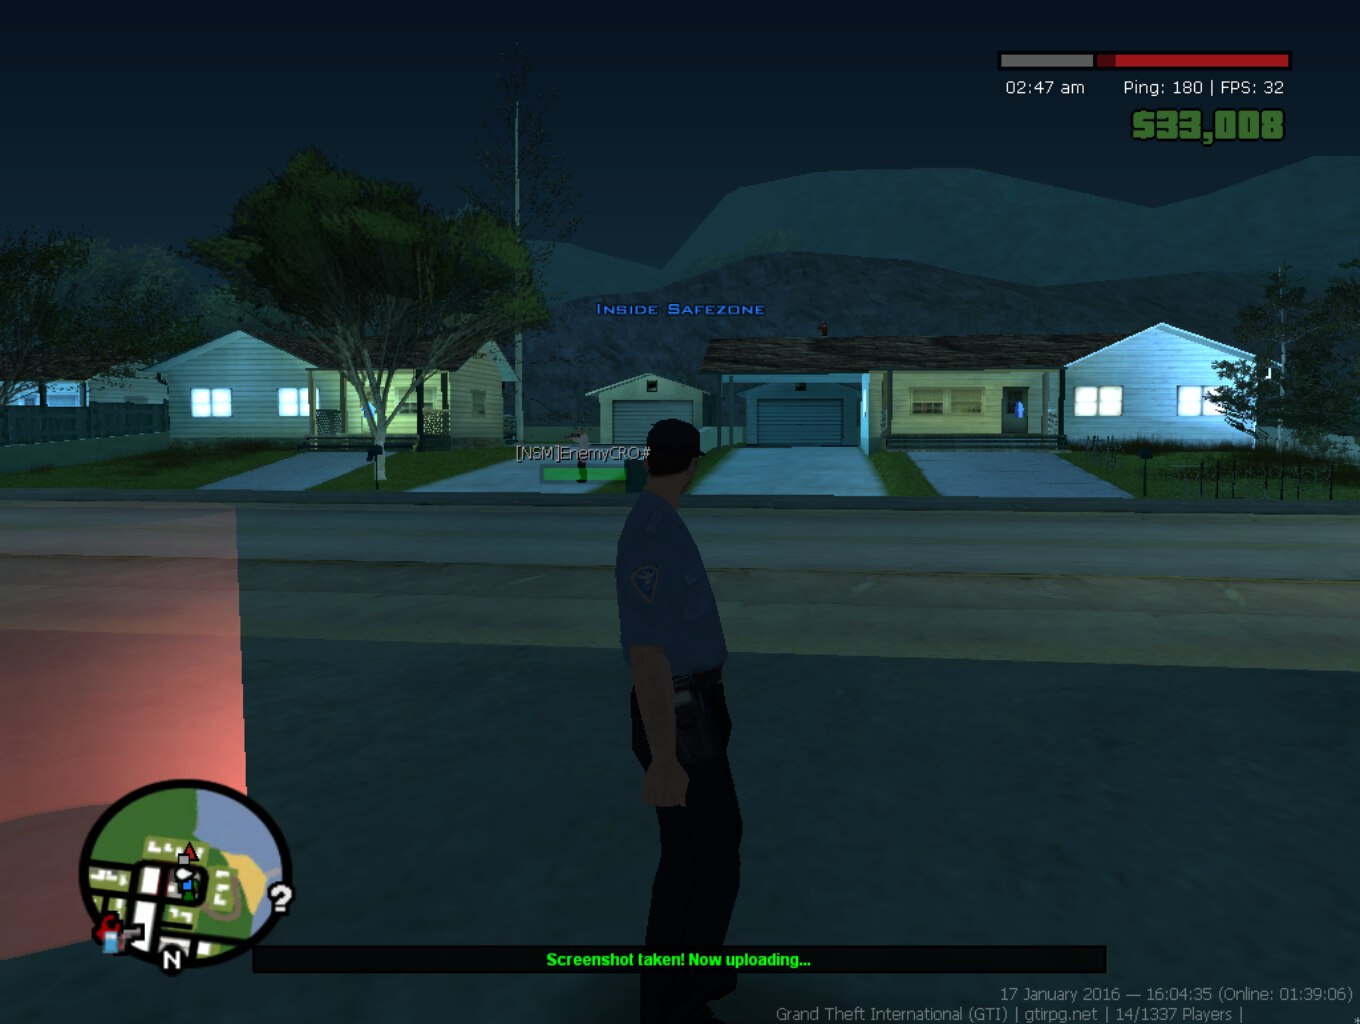 02:47 am Ping: 180 | FPS: 32
$33,008
Inside Safezone
[NSM]EnemyCRO#
?
N
Screenshot taken! Now uploading...
17 January 2016 — 16:04:35 (Online: 01:39:06)
Grand Theft International (GTI) | gtirpg.net | 14/1337 Players |